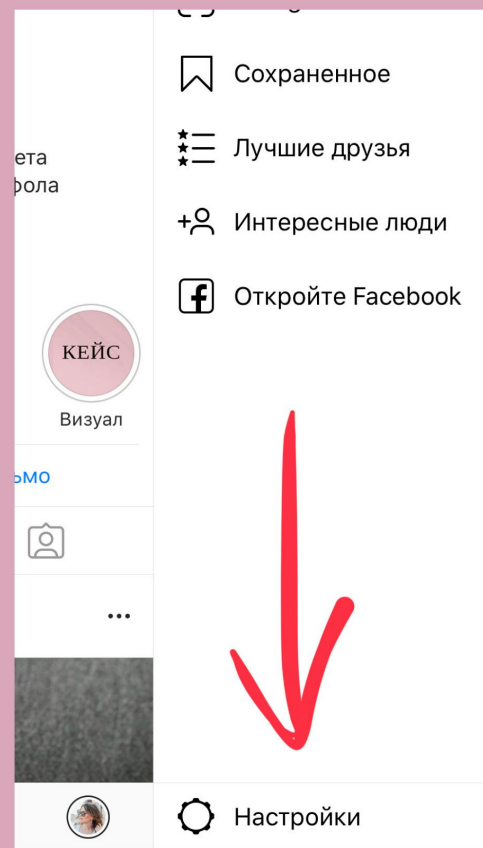 Сохраненное
Лучшие друзья
ета
фола
Интересные люди
Откройте Facebook
КЕЙС
Визуал
ьмо
Настройки